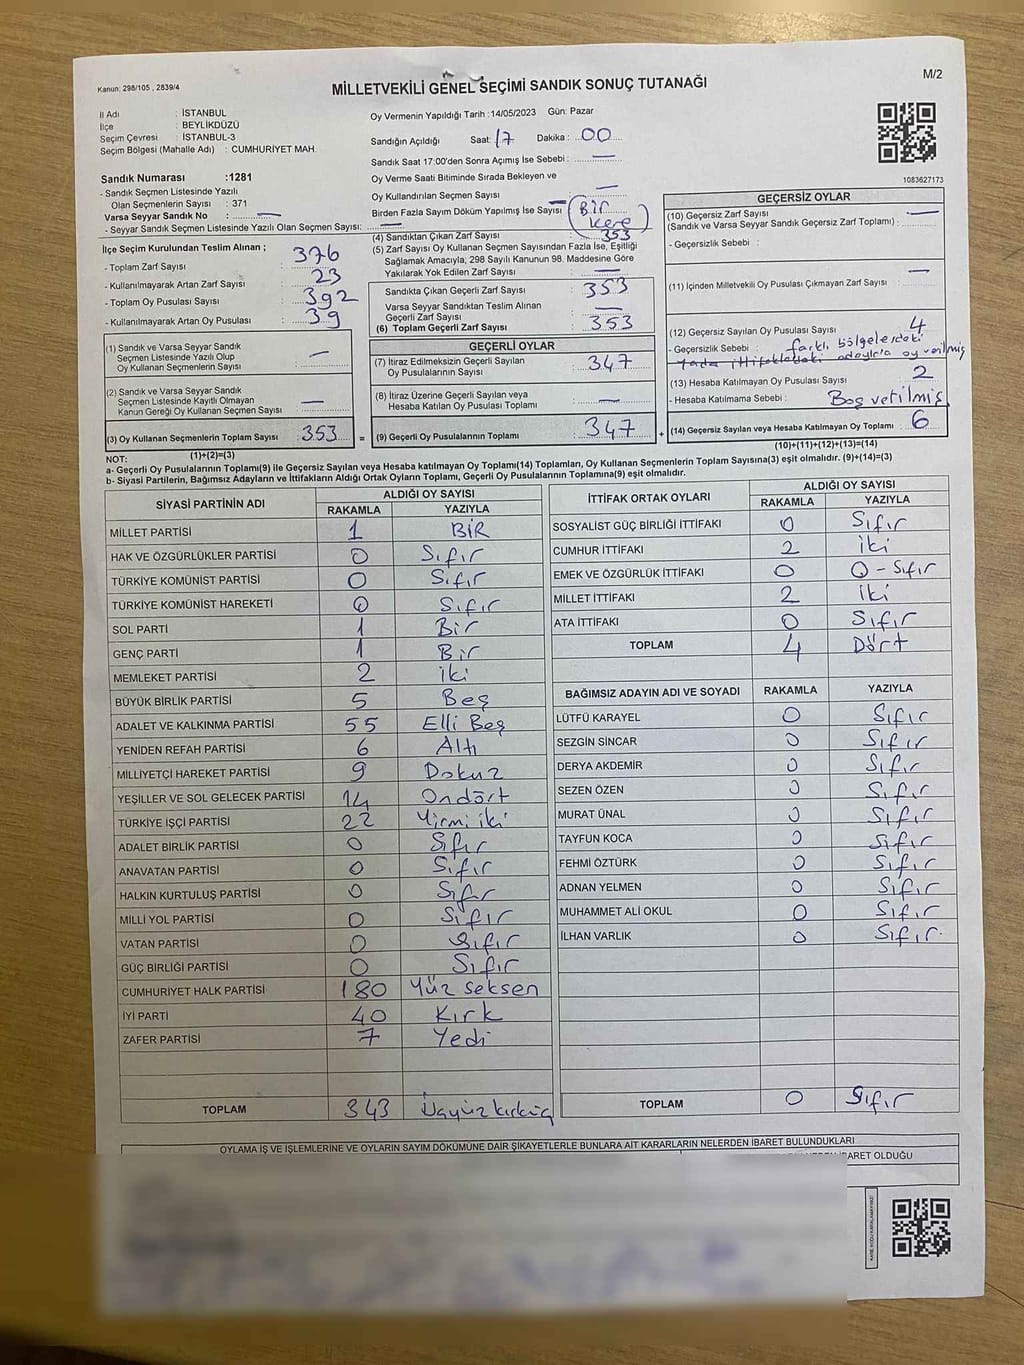 Kanun: 298/105 , 2839/4
MİLLETVEKİLİ GENEL SEÇİMİ SANDIK SONUÇ TUTANAĞI
M/2
İl Adı : İSTANBUL
İlçe : BEYLİKDÜZÜ
Seçim Çevresi : İSTANBUL-3
Seçim Bölgesi (Mahalle Adı) : CUMHURİYET MAH.
Sandık Numarası :1281
- Sandık Seçmen Listesinde Yazılı
Olan Seçmenlerin Sayısı : 371
Varsa Seyyar Sandık No : —
- Seyyar Seçmen Listesinde Yazılı Olan Seçmen Sayısı: —
Oy Vermenin Yapıldığı Tarih :14/05/2023 Gün: Pazar
Sandığın Açıldığı Saat: 17 Dakika : 00
Sandık Saat 17:00'den Sonra Açımış İse Sebebi : —
Oy Verme Saati Bitiminde Sırada Bekleyen ve
Oy Kullandırılan Seçmen Sayısı —
Birden Fazla Sayım Döküm Yapılmış İse Sayısı (Bir kere)
1083627173
İlçe Seçim Kurulundan Teslim Alınan ;
- Toplam Zarf Sayısı : 376
- Kullanılmayarak Artan Zarf Sayısı : 23
- Toplam Oy Pusulası Sayısı : 392
- Kullanılmayarak Artan Oy Pusulası : 39
(4) Sandıktan Çıkan Zarf Sayısı : 353
(5) Zarf Sayısı Oy Kullanan Seçmen Sayısından Fazla İse, Eşitliği
Sağlamak Amacıyla, 298 Sayılı Kanunun 98. Maddesine Göre
Yakılarak Yok Edilen Zarf Sayısı : —
Sandıkta Çıkan Geçerli Zarf Sayısı : 353
Varsa Seyyar Sandıktan Teslim Alınan
Geçerli Zarf Sayısı : —
(6) Toplam Geçerli Zarf Sayısı : 353
GEÇERSİZ OYLAR
(10) Geçersiz Zarf Sayısı —
(Sandık ve Varsa Seyyar Sandık Geçersiz Zarf Toplamı) :
- Geçersizlik Sebebi :
(11) İçinden Milletvekili Oy Pusulası Çıkmayan Zarf Sayısı : —
(12) Geçersiz Sayılan Oy Pusulası Sayısı : 4
- Geçersizlik Sebebi : farklı bölgelerdeki
adaylara oy verilmiş
(13) Hesaba Katılmayan Oy Pusulası Sayısı : 2
- Hesaba Katılmama Sebebi : Boş verilmiş
(14) Geçersiz Sayılan veya Hesaba katılmayan Oy Toplamı : 6
(10)+(11)+(12)+(13)=(14)
(1) Sandık ve Varsa Seyyar Sandık
Seçmen Listesinde Yazılı Olup
Oy Kullanan Seçmenlerin Sayısı : —
(2) Sandık ve Varsa Seyyar Sandık
Seçmen Listesinde Kayıtlı Olmayan
Kanun Gereği Oy Kullanan Seçmen Sayısı : —
(3) Oy Kullanan Seçmenlerin Toplam Sayısı : 353 =
(1)+(2)=(3)
GEÇERLİ OYLAR
(7) İtiraz Edilmeksizin Geçerli Sayılan
Oy Pusulalarının Sayısı : 347
(8) İtiraz Üzerine Geçerli Sayılan veya
Hesaba Katılan Oy Pusulası Toplamı : —
(9) Geçerli Oy Pusulalarının Toplamı : 347 +
NOT:
a- Geçerli Oy Pusulalarının Toplamı(9) ile Geçersiz Sayılan veya Hesaba katılmayan Oy Toplamı(14) Toplamları, Oy Kullanan Seçmenlerin Toplam Sayısına(3) eşit olmalıdır. (9)+(14)=(3)
b- Siyasi Partilerin, Bağımsız Adayların ve İttifakların Aldığı Ortak Oyların Toplamı, Geçerli Oy Pusulalarının Toplamına(9) eşit olmalıdır.
SİYASİ PARTİNİN ADI ALDIĞI OY SAYISI
RAKAMLA YAZIYLA
MİLLET PARTİSİ 1 BİR
HAK VE ÖZGÜRLÜKLER PARTİSİ 0 Sıfır
TÜRKİYE KOMÜNİST PARTİSİ 0 Sıfır
TÜRKİYE KOMÜNİST HAREKETİ 0 Sıfır
SOL PARTİ 1 Bir
GENÇ PARTİ 1 Bir
MEMLEKET PARTİSİ 2 İki
BÜYÜK BİRLİK PARTİSİ 5 Beş
ADALET VE KALKINMA PARTİSİ 55 Elli Beş
YENİDEN REFAH PARTİSİ 6 Altı
MİLLİYETÇİ HAREKET PARTİSİ 9 Dokuz
YEŞİLLER VE SOL GELECEK PARTİSİ 14 Ondört
TÜRKİYE İŞÇİ PARTİSİ 22 Yirmi iki
ADALET BİRLİK PARTİSİ 0 Sıfır
ANAVATAN PARTİSİ 0 Sıfır
HALKIN KURTULUŞ PARTİSİ 0 Sıfır
MİLLİ YOL PARTİSİ 0 Sıfır
VATAN PARTİSİ 0 Sıfır
GÜÇ BİRLİĞİ PARTİSİ 0 Sıfır
CUMHURİYET HALK PARTİSİ 180 Yüz seksen
İYİ PARTİ 40 Kırk
ZAFER PARTİSİ 7 Yedi
TOPLAM 343 Üçyüzkırküç
İTTİFAK ORTAK OYLARI ALDIĞI OY SAYISI
RAKAMLA YAZIYLA
SOSYALİST GÜÇ BİRLİĞİ İTTİFAKI 0 Sıfır
CUMHUR İTTİFAKI 2 iki
EMEK VE ÖZGÜRLÜK İTTİFAKI 0 0 - Sıfır
MİLLET İTTİFAKI 2 iki
ATA İTTİFAKI 0 Sıfır
TOPLAM 4 Dört
BAĞIMSIZ ADAYIN ADI VE SOYADI RAKAMLA YAZIYLA
LÜTFÜ KARAYEL 0 Sıfır
SEZGİN SİNCAR 0 Sıfır
DERYA AKDEMİR 0 Sıfır
SEZEN ÖZEN 0 Sıfır
MURAT ÜNAL 0 Sıfır
TAYFUN KOCA 0 Sıfır
FEHMİ ÖZTÜRK 0 Sıfır
ADNAN YELMEN 0 Sıfır
MUHAMMET ALİ OKUL 0 Sıfır
İLHAN VARLIK 0 Sıfır
TOPLAM 0 Sıfır
OYLAMA İŞ VE İŞLEMLERİNE VE OYLARIN SAYIM DÖKÜMÜNE DAİR ŞİKAYETLERLE BUNLARA AİT KARARLARIN NELERDEN İBARET BULUNDUKLARI
İBARET OLDUĞU